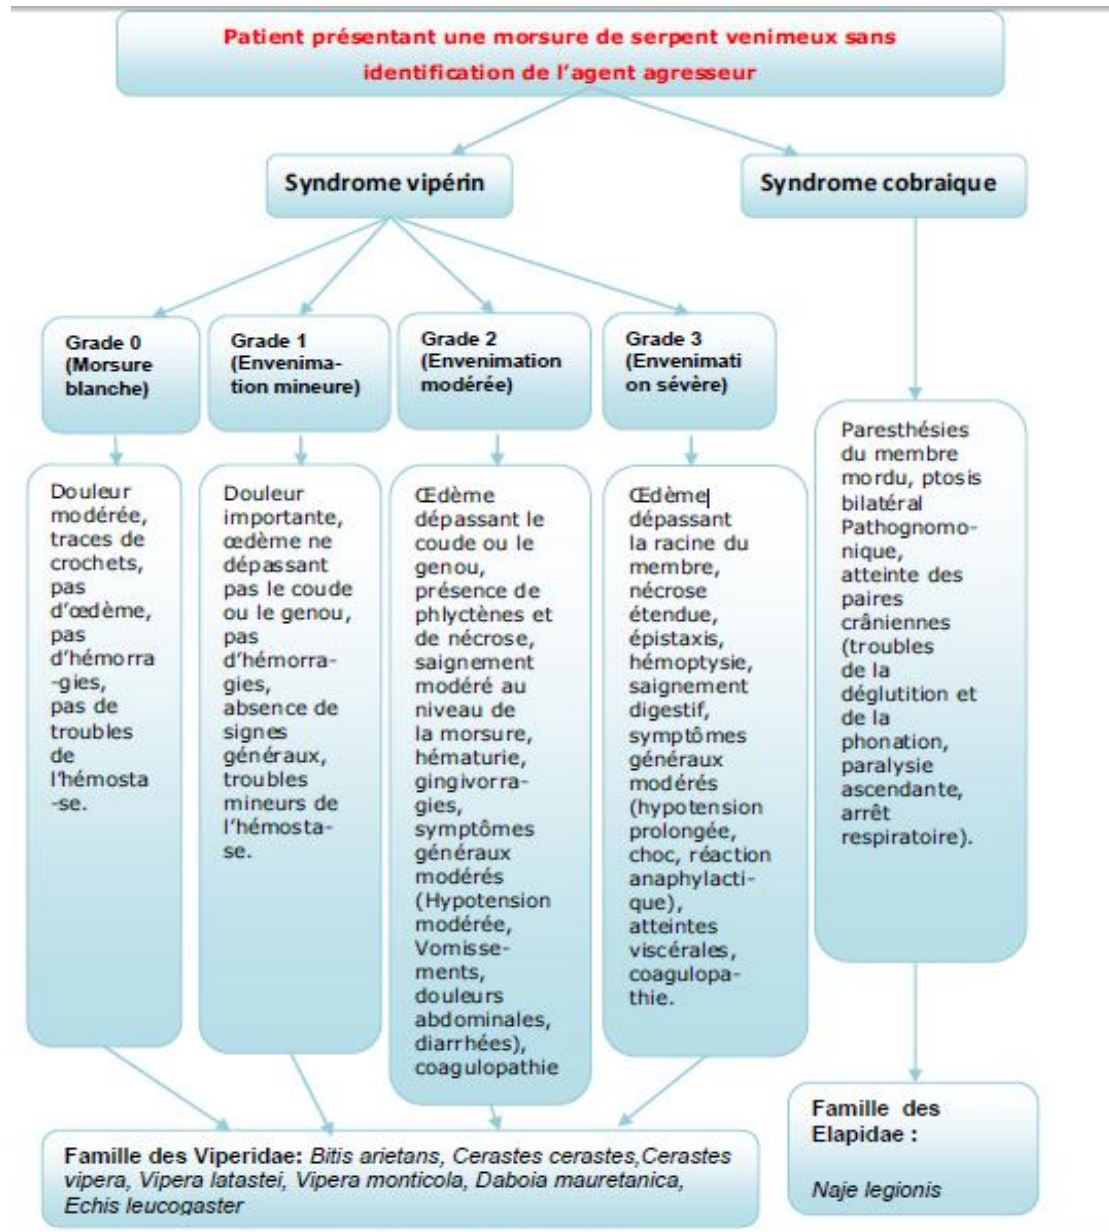 Patient présentant une morsure de serpent venimeux sans
identification de l'agent agresseur
Syndrome vipérin
Syndrome cobraique
Grade 0
(Morsure
blanche)
Grade 1
(Envenima-
tion mineure)
Grade 2
(Envenimation
modérée)
Grade 3
(Envenimati
on sévère)
Douleur
modérée,
traces de
crochets,
pas
d'œdème,
pas
d'hémorra
-gies,
pas de
troubles
de
l'hémosta
-se.
Douleur
importante,
œdème ne
dépassant
pas le coude
ou le genou,
pas
d'hémorra-
gies,
absence de
signes
généraux,
troubles
mineurs de
l'hémosta-
se.
Œdème
dépassant le
coude ou le
genou,
présence de
phlyctènes et
de nécrose,
saignement
modéré au
niveau de
la morsure,
hématurie,
gingivorra-
gies,
symptômes
généraux
modérés
(Hypotension
modérée,
Vomisse-
ments,
douleurs
abdominales,
diarrhées),
coagulopathie
Œdème
dépassant
la racine du
membre,
nécrose
étendue,
épistaxis,
hémoptysie,
saignement
digestif,
symptômes
généraux
modérés
(hypotension
prolongée,
choc, réaction
anaphylacti-
que),
atteintes
viscérales,
coagulopa-
thie.
Paresthésies
du membre
mordu, ptosis
bilatéral
Pathognomo-
nique,
atteinte des
paires
crâniennes
(troubles
de la
déglutition et
de la
phonation,
paralysie
ascendante,
arrêt
respiratoire).
Famille des Viperidae: Bitis arietans, Cerastes cerastes,Cerastes
vipera, Vipera latastei, Vipera monticola, Daboia mauretanica,
Echis leucogaster
Famille des
Elapidae :
Naje legionis